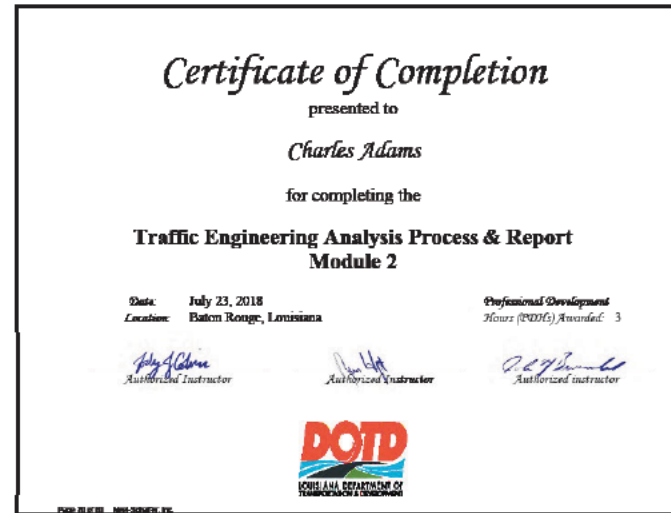 Certificate of Completion
presented to
Charles Adams
for completing the
Traffic Engineering Analysis Process & Report
Module 2
Date: July 23, 2018
Location: Baton Rouge, Louisiana
Professional Development
Hours (PDHs) Awarded: 3
Authorized Instructor
Authorized Instructor
Authorized instructor
DOTD
LOUISIANA DEPARTMENT OF
TRANSPORTATION & DEVELOPMENT